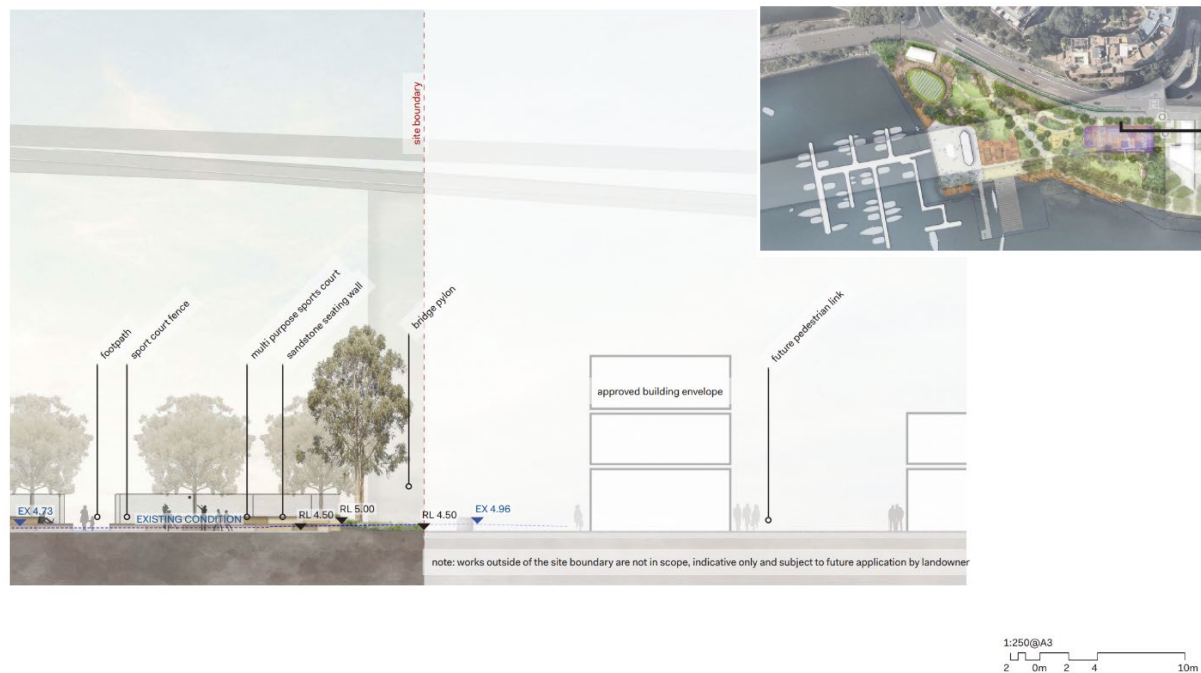 site boundary
footpath
sport court fence
multi purpose sports court
sandstone seating wall
bridge pylon
future pedestrian link
approved building envelope
EX 4.73
EXISTING CONDITION
RL 4.50
RL 5.00
RL 4.50
EX 4.96
note: works outside of the site boundary are not in scope, indicative only and subject to future application by landowner
1:250@A3
2 0m 2 4 10m